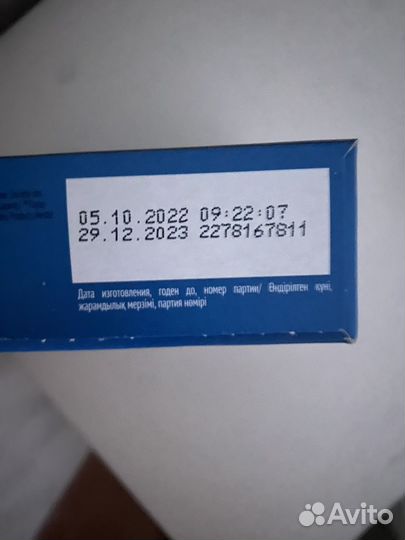 05.10.2022 09:22:07
29.12.2023 2278167811
Дата изготовления, годен до, номер партии/ Өндірілген күні,
жарамдылық мерзімі, партия нөмірі
Avito